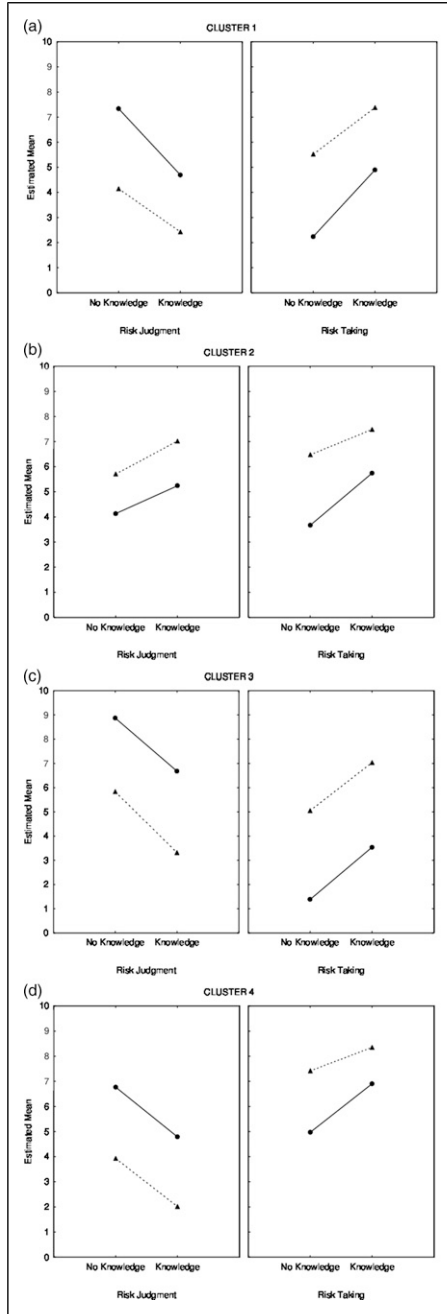 (a)
CLUSTER 1
10
9
8
7
6
5
4
3
2
1
0
Estimated Mean
No Knowledge Knowledge No Knowledge Knowledge
Risk Judgment Risk Taking
(b)
CLUSTER 2
10
9
8
7
6
5
4
3
2
1
0
Estimated Mean
No Knowledge Knowledge No Knowledge Knowledge
Risk Judgment Risk Taking
(c)
CLUSTER 3
10
9
8
7
6
5
4
3
2
1
0
Estimated Mean
No Knowledge Knowledge No Knowledge Knowledge
Risk Judgment Risk Taking
(d)
CLUSTER 4
10
9
8
7
6
5
4
3
2
1
0
Estimated Mean
No Knowledge Knowledge No Knowledge Knowledge
Risk Judgment Risk Taking